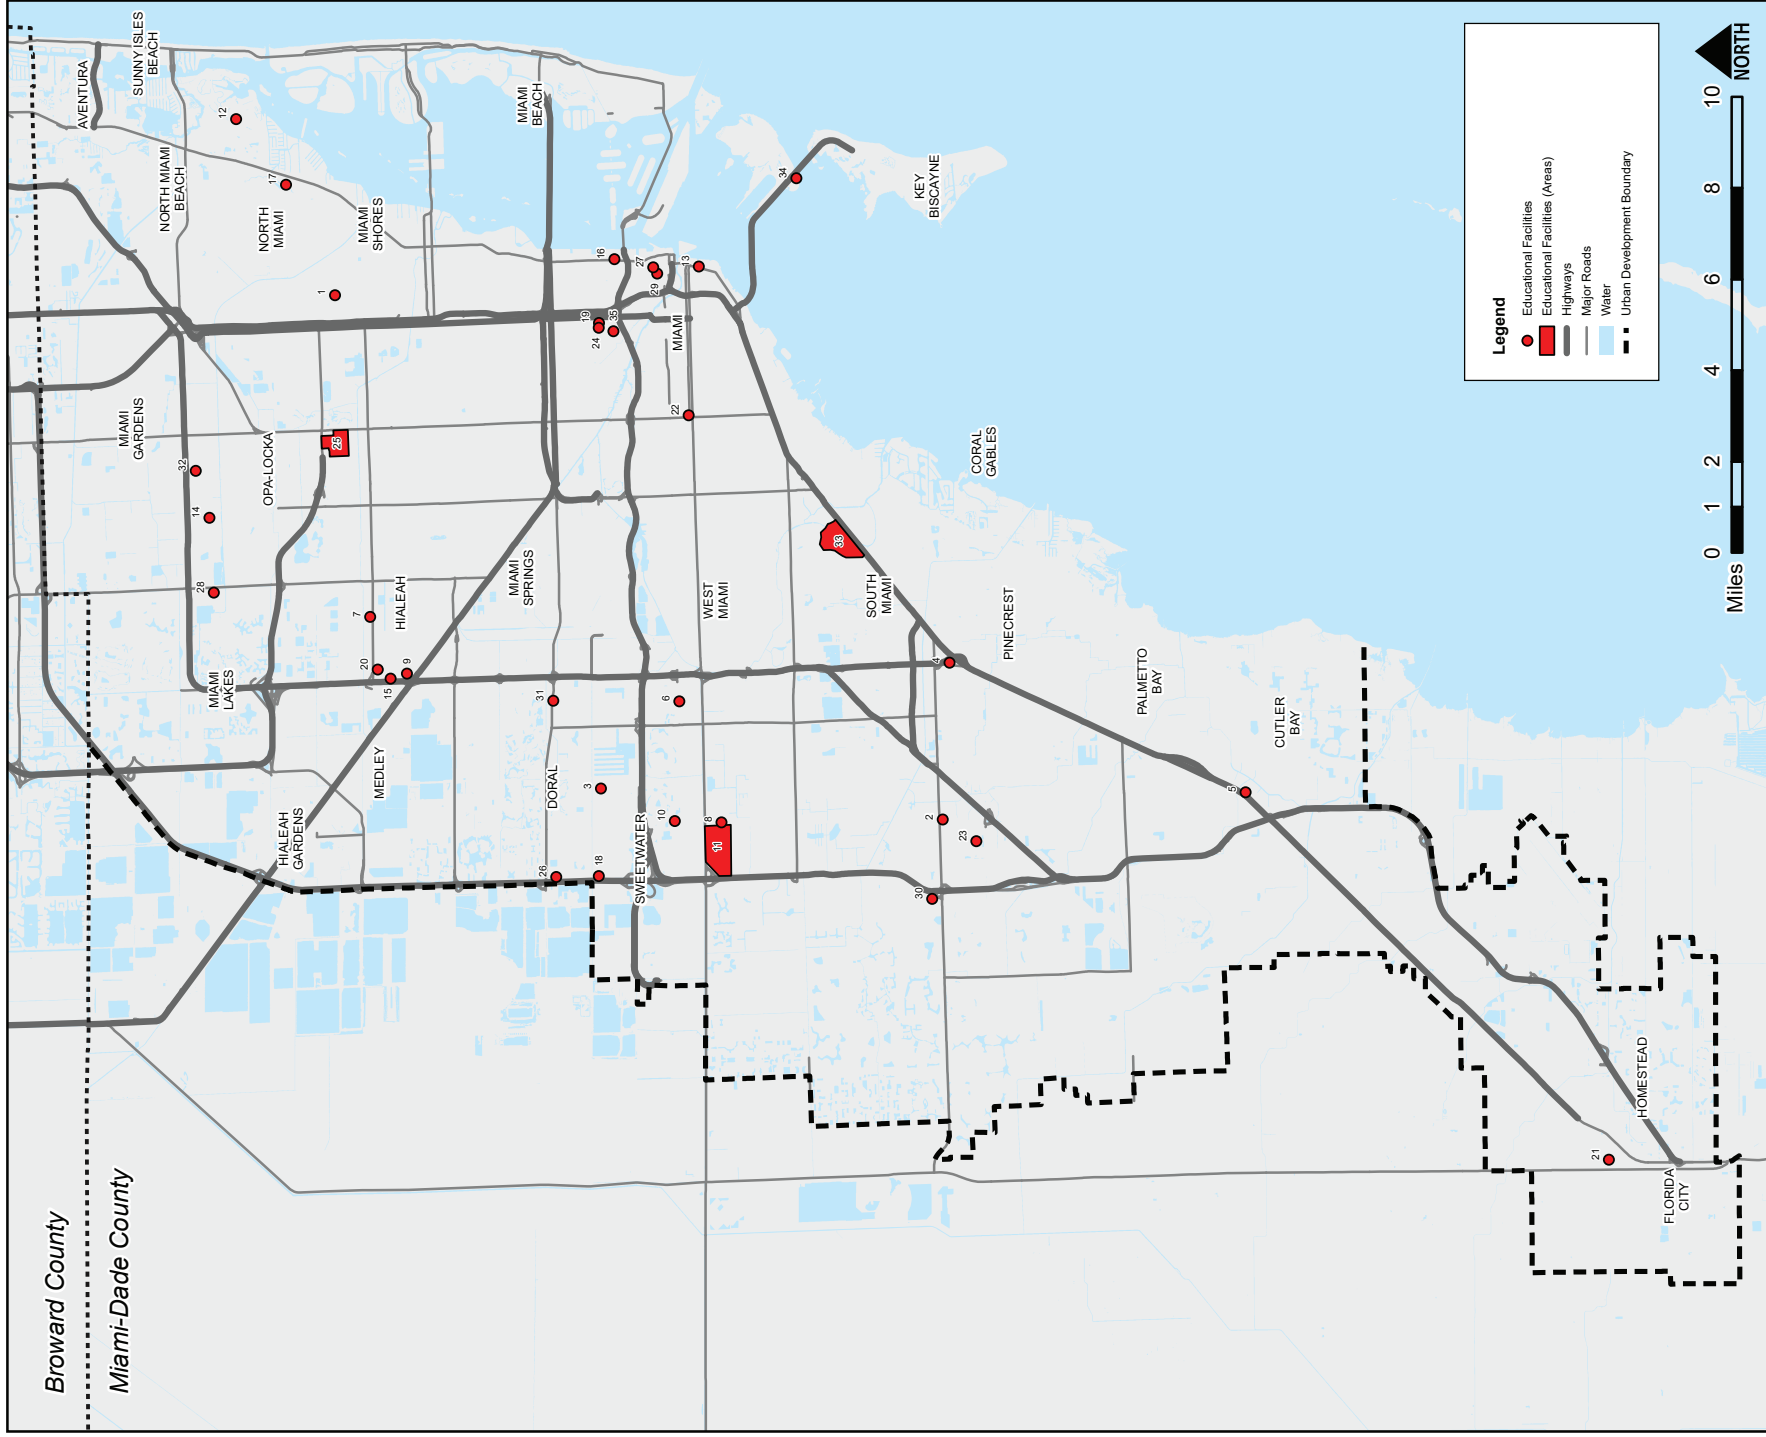 Broward County
Miami-Dade County
AVENTURA
SUNNY ISLES
BEACH
12
NORTH MIAMI
BEACH
17
NORTH
MIAMI
MIAMI
SHORES
1
MIAMI
GARDENS
32
OPA-LOCKA
25
14
28
7
HIALEAH
20
15
9
MIAMI
LAKES
MEDLEY
HIALEAH
GARDENS
MIAMI
SPRINGS
MIAMI
BEACH
16
27
29
13
19
24
35
MIAMI
22
34
KEY
BISCAYNE
31
DORAL
3
26
18
SWEETWATER
6
10
8
11
WEST
MIAMI
33
SOUTH
MIAMI
CORAL
GABLES
4
PINECREST
2
23
30
PALMETTO
BAY
CUTLER
BAY
5
HOMESTEAD
21
FLORIDA
CITY
Legend
Educational Facilities
Educational Facilities (Areas)
Highways
Major Roads
Water
Urban Development Boundary
0 1 2 4 6 8 10
Miles
NORTH